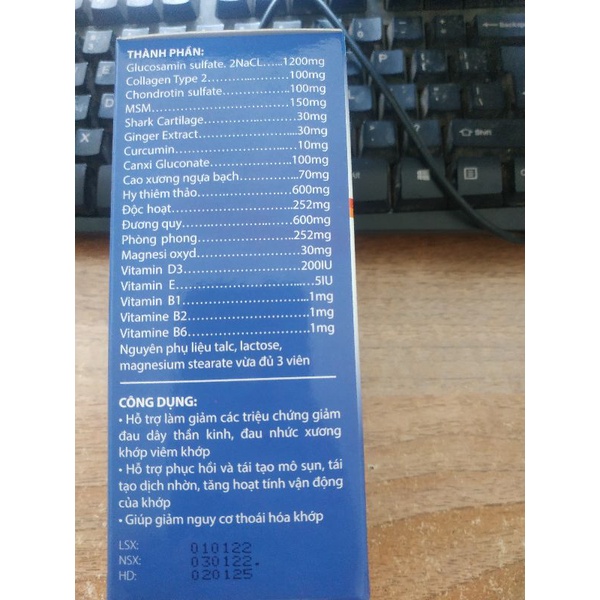 THÀNH PHẦN:
Glucosamin sulfate. 2NaCL.....1200mg
Collagen Type 2.....................100mg
Chondrotin sulfate.................100mg
MSM....................................150mg
Shark Cartilage.......................30mg
Ginger Extract........................30mg
Curcumin..............................10mg
Canxi Gluconate....................100mg
Cao xương ngựa bạch..............70mg
Hy thiêm thảo.......................600mg
Độc hoạt..............................252mg
Đương quy...........................600mg
Phòng phong........................252mg
Magnesi oxyd........................30mg
Vitamin D3............................200IU
Vitamin E...............................5IU
Vitamin B1.............................1mg
Vitamine B2............................1mg
Vitamine B6............................1mg
Nguyên phụ liệu talc, lactose,
magnesium stearate vừa đủ 3 viên
CÔNG DỤNG:
• Hỗ trợ làm giảm các triệu chứng giảm
đau dây thần kinh, đau nhức xương
khớp viêm khớp
• Hỗ trợ phục hồi và tái tạo mô sụn, tái
tạo dịch nhờn, tăng hoạt tính vận động
của khớp
• Giúp giảm nguy cơ thoái hóa khớp
LSX: 010122
NSX: 030122.
HD: 020125
Shift
Ctrl
Backspace